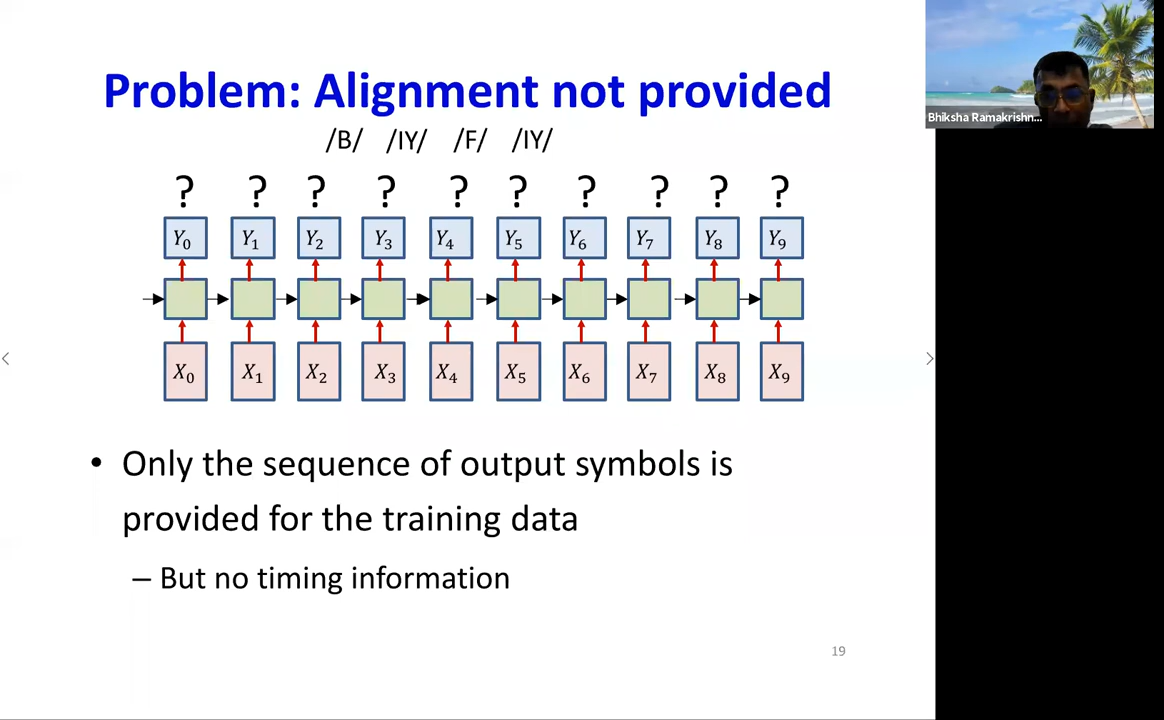 Problem: Alignment not provided
Bhiksha Ramakrishn...
/B/ /IY/ /F/ /IY/
? ? ? ? ? ? ? ? ? ?
Y0 Y1 Y2 Y3 Y4 Y5 Y6 Y7 Y8 Y9
X0 X1 X2 X3 X4 X5 X6 X7 X8 X9
• Only the sequence of output symbols is
provided for the training data
– But no timing information
19